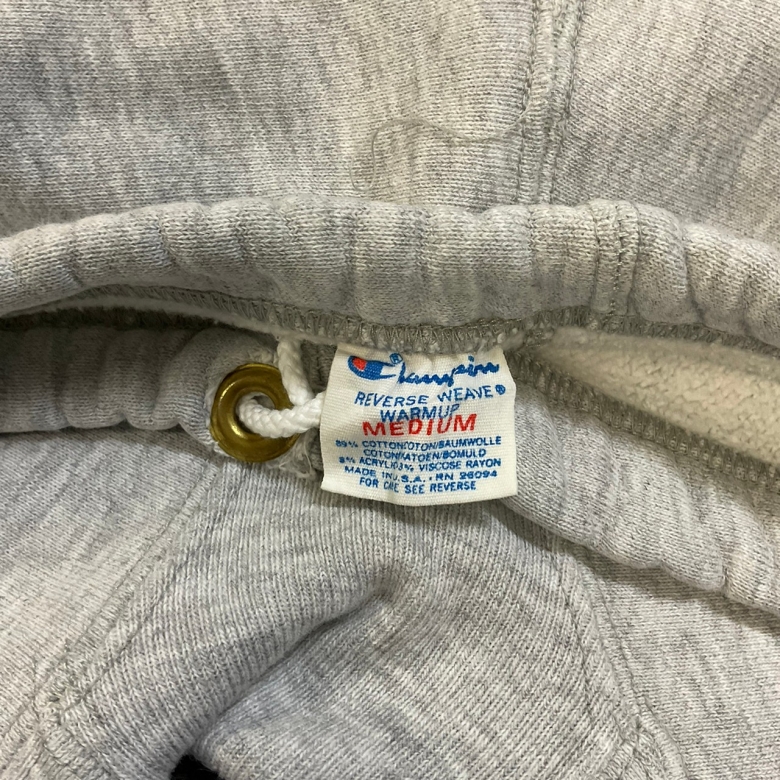 Champion®
REVERSE WEAVE®
WARMUP
MEDIUM
89% COTTON/COTON/BAUMWOLLE
COTON/KATOEN/BOMULD
8% ACRYLIC/3% VISCOSE RAYON
MADE IN U.S.A., RN 26094
FOR CARE SEE REVERSE